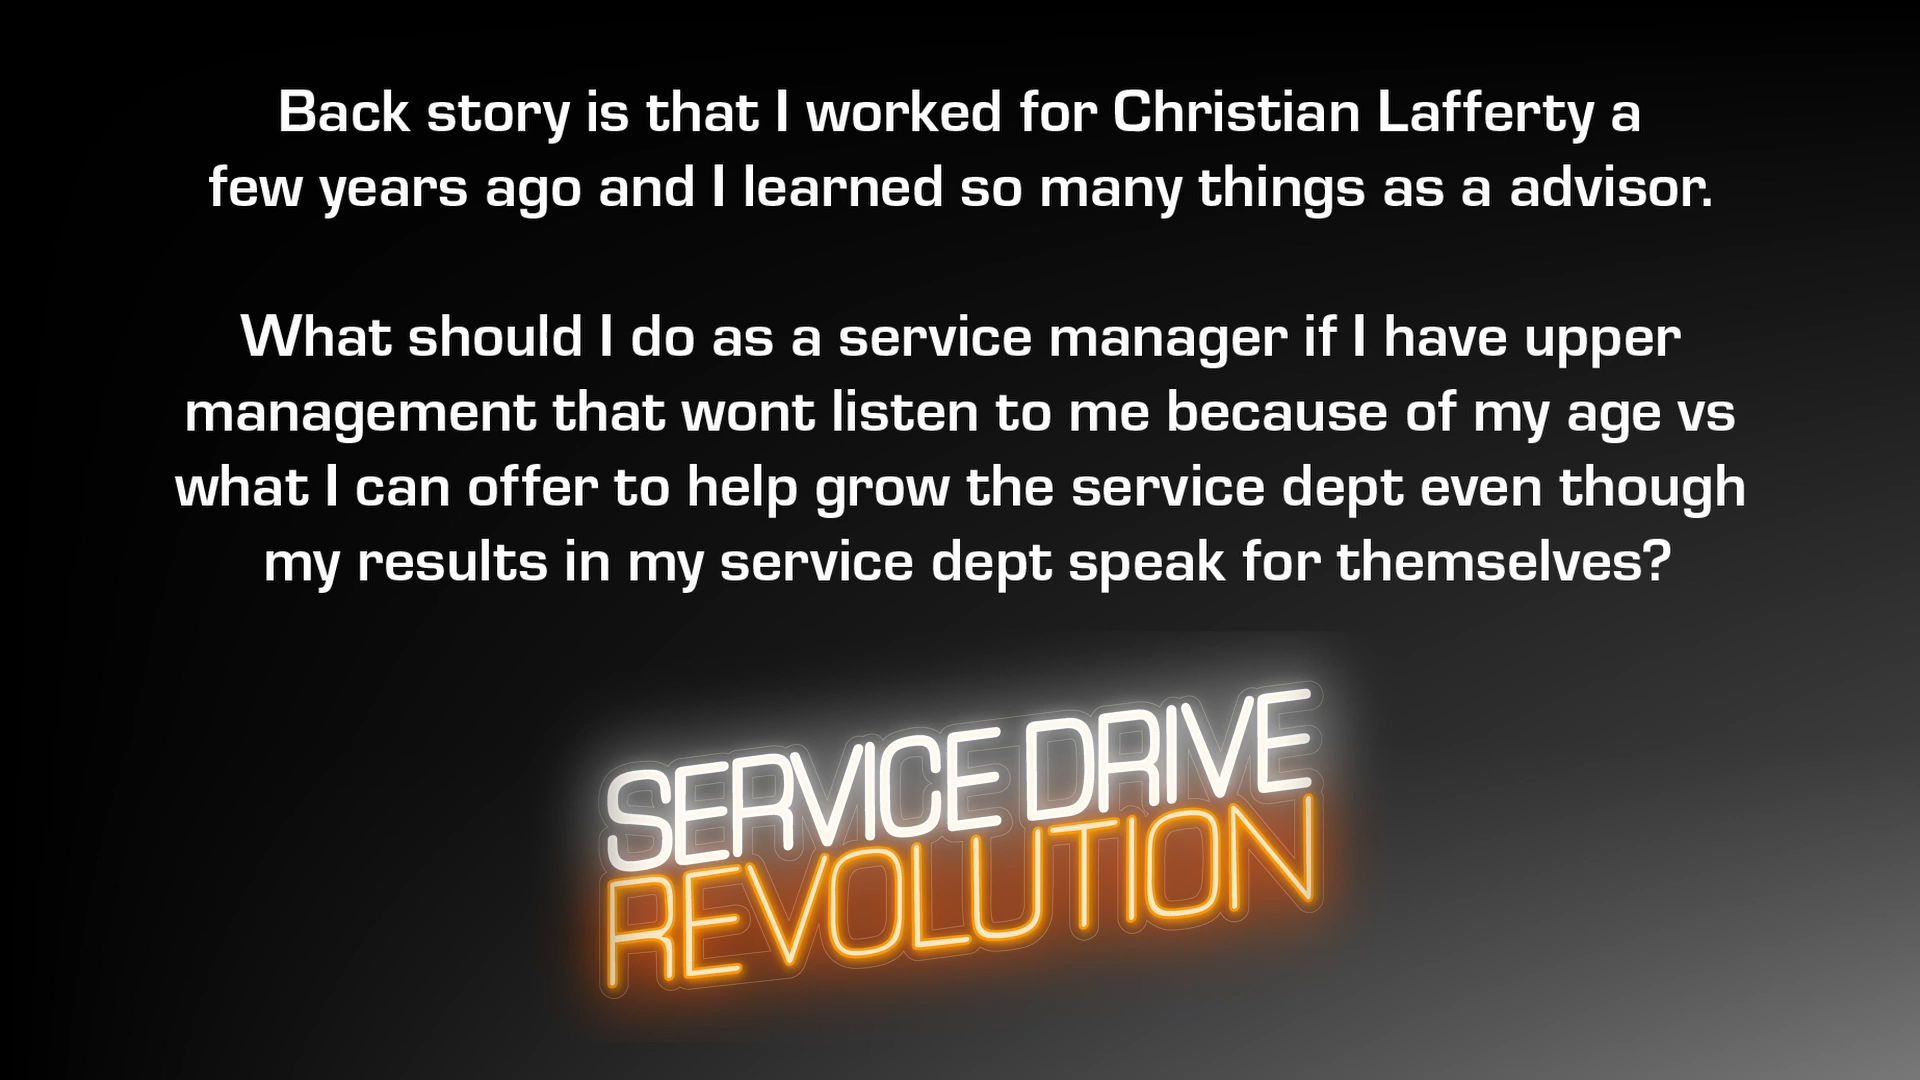 Back story is that I worked for Christian Lafferty a
few years ago and I learned so many things as a advisor.
What should I do as a service manager if I have upper
management that wont listen to me because of my age vs
what I can offer to help grow the service dept even though
my results in my service dept speak for themselves?
SERVICE DRIVE
REVOLUTION